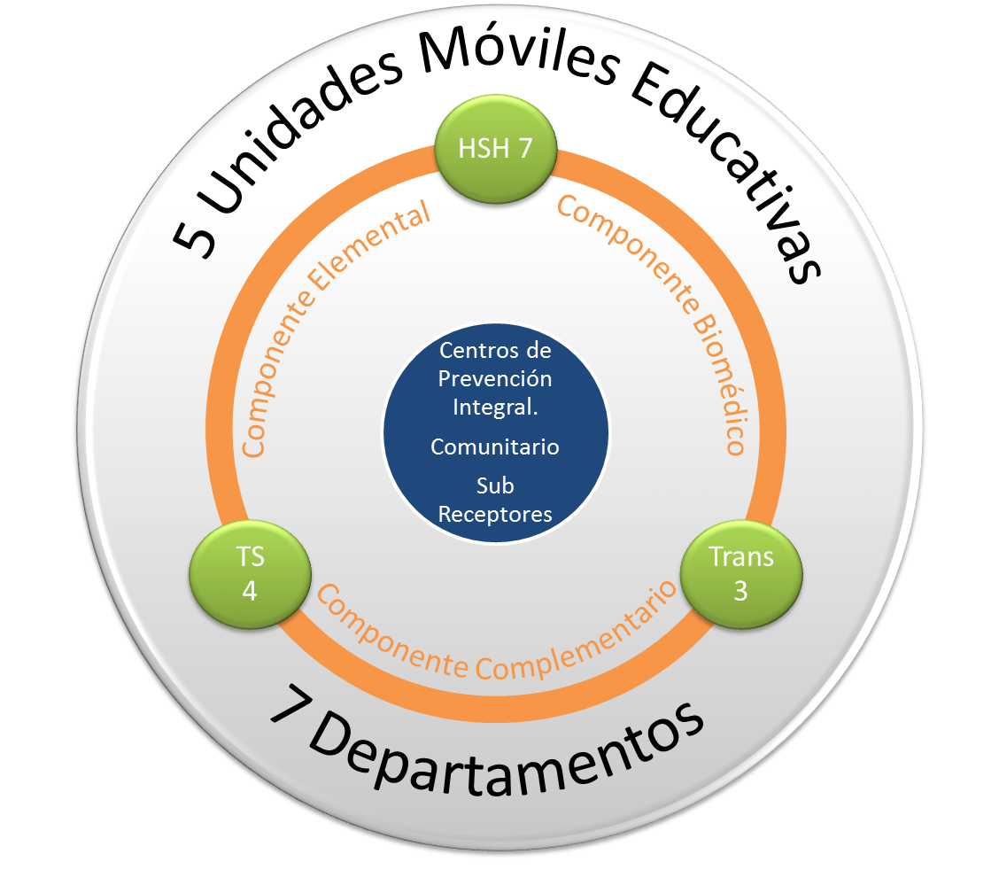 5 Unidades Móviles Educativas
HSH 7
Componente Elemental
Componente Biomédico
Centros de
Prevención
Integral.
Comunitario
Sub
Receptores
TS
4
Trans
3
Componente Complementario
7 Departamentos